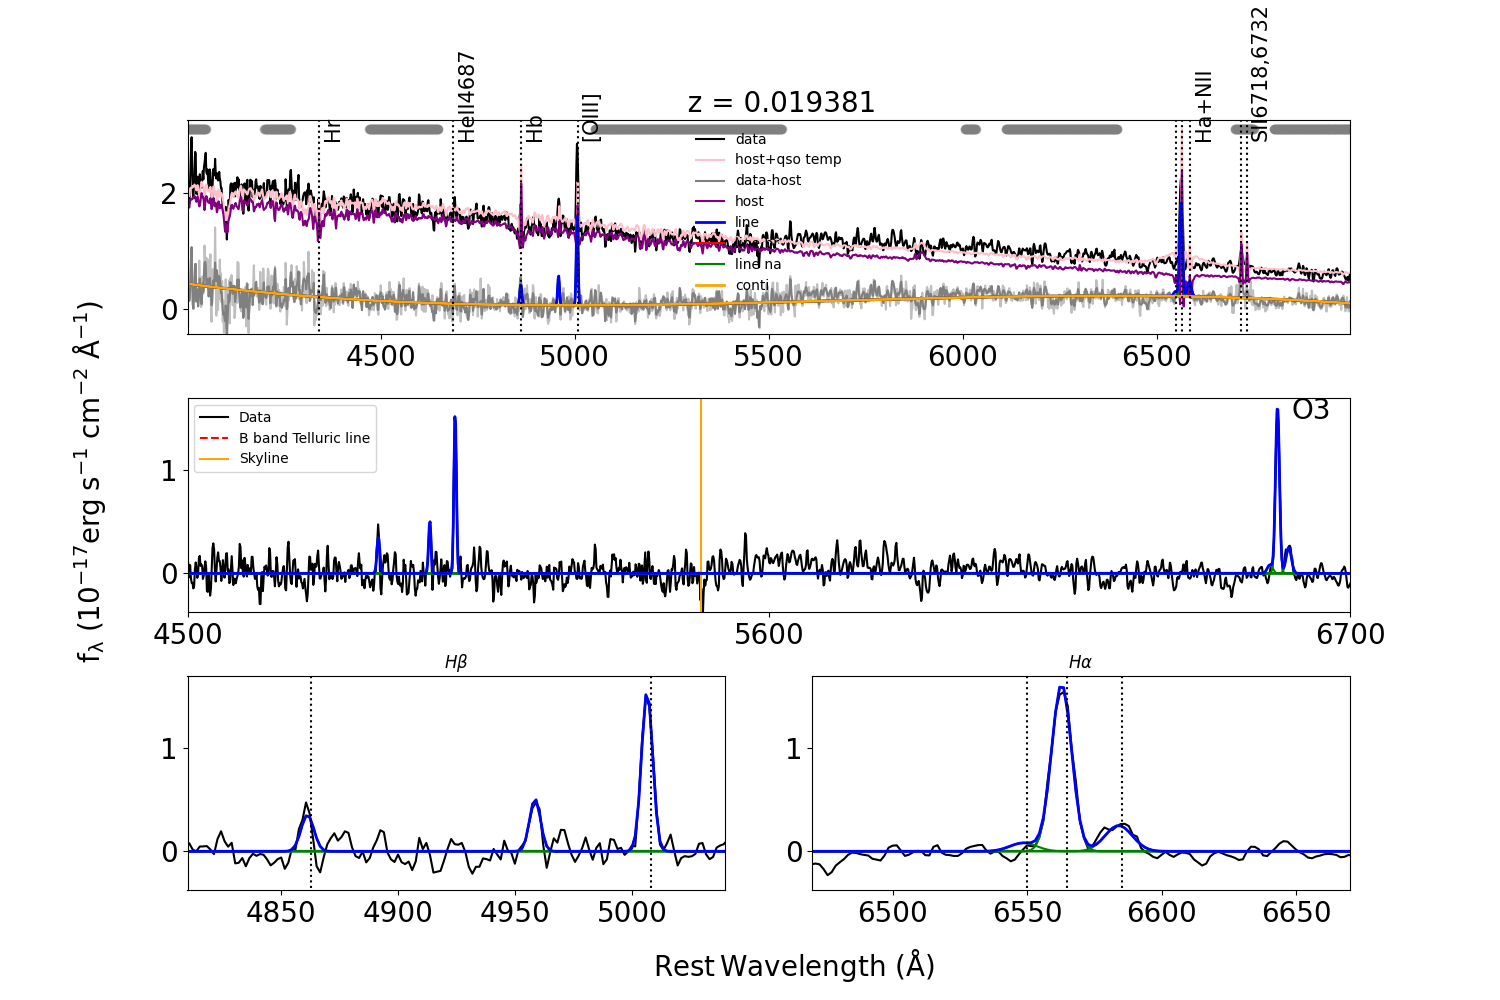 z = 0.019381
Hr
HeII4687
Hb
[OIII]
Ha+NII
SII6718,6732
data
host+qso temp
data-host
host
line
line na
conti
2
0
4500
5000
5500
6000
6500
fλ (10⁻¹⁷erg s⁻¹ cm⁻² Å⁻¹)
Data
B band Telluric line
Skyline
O3
1
0
4500
5600
6700
Hβ
1
0
4850
4900
4950
5000
Hα
1
0
6500
6550
6600
6650
Rest Wavelength (Å)